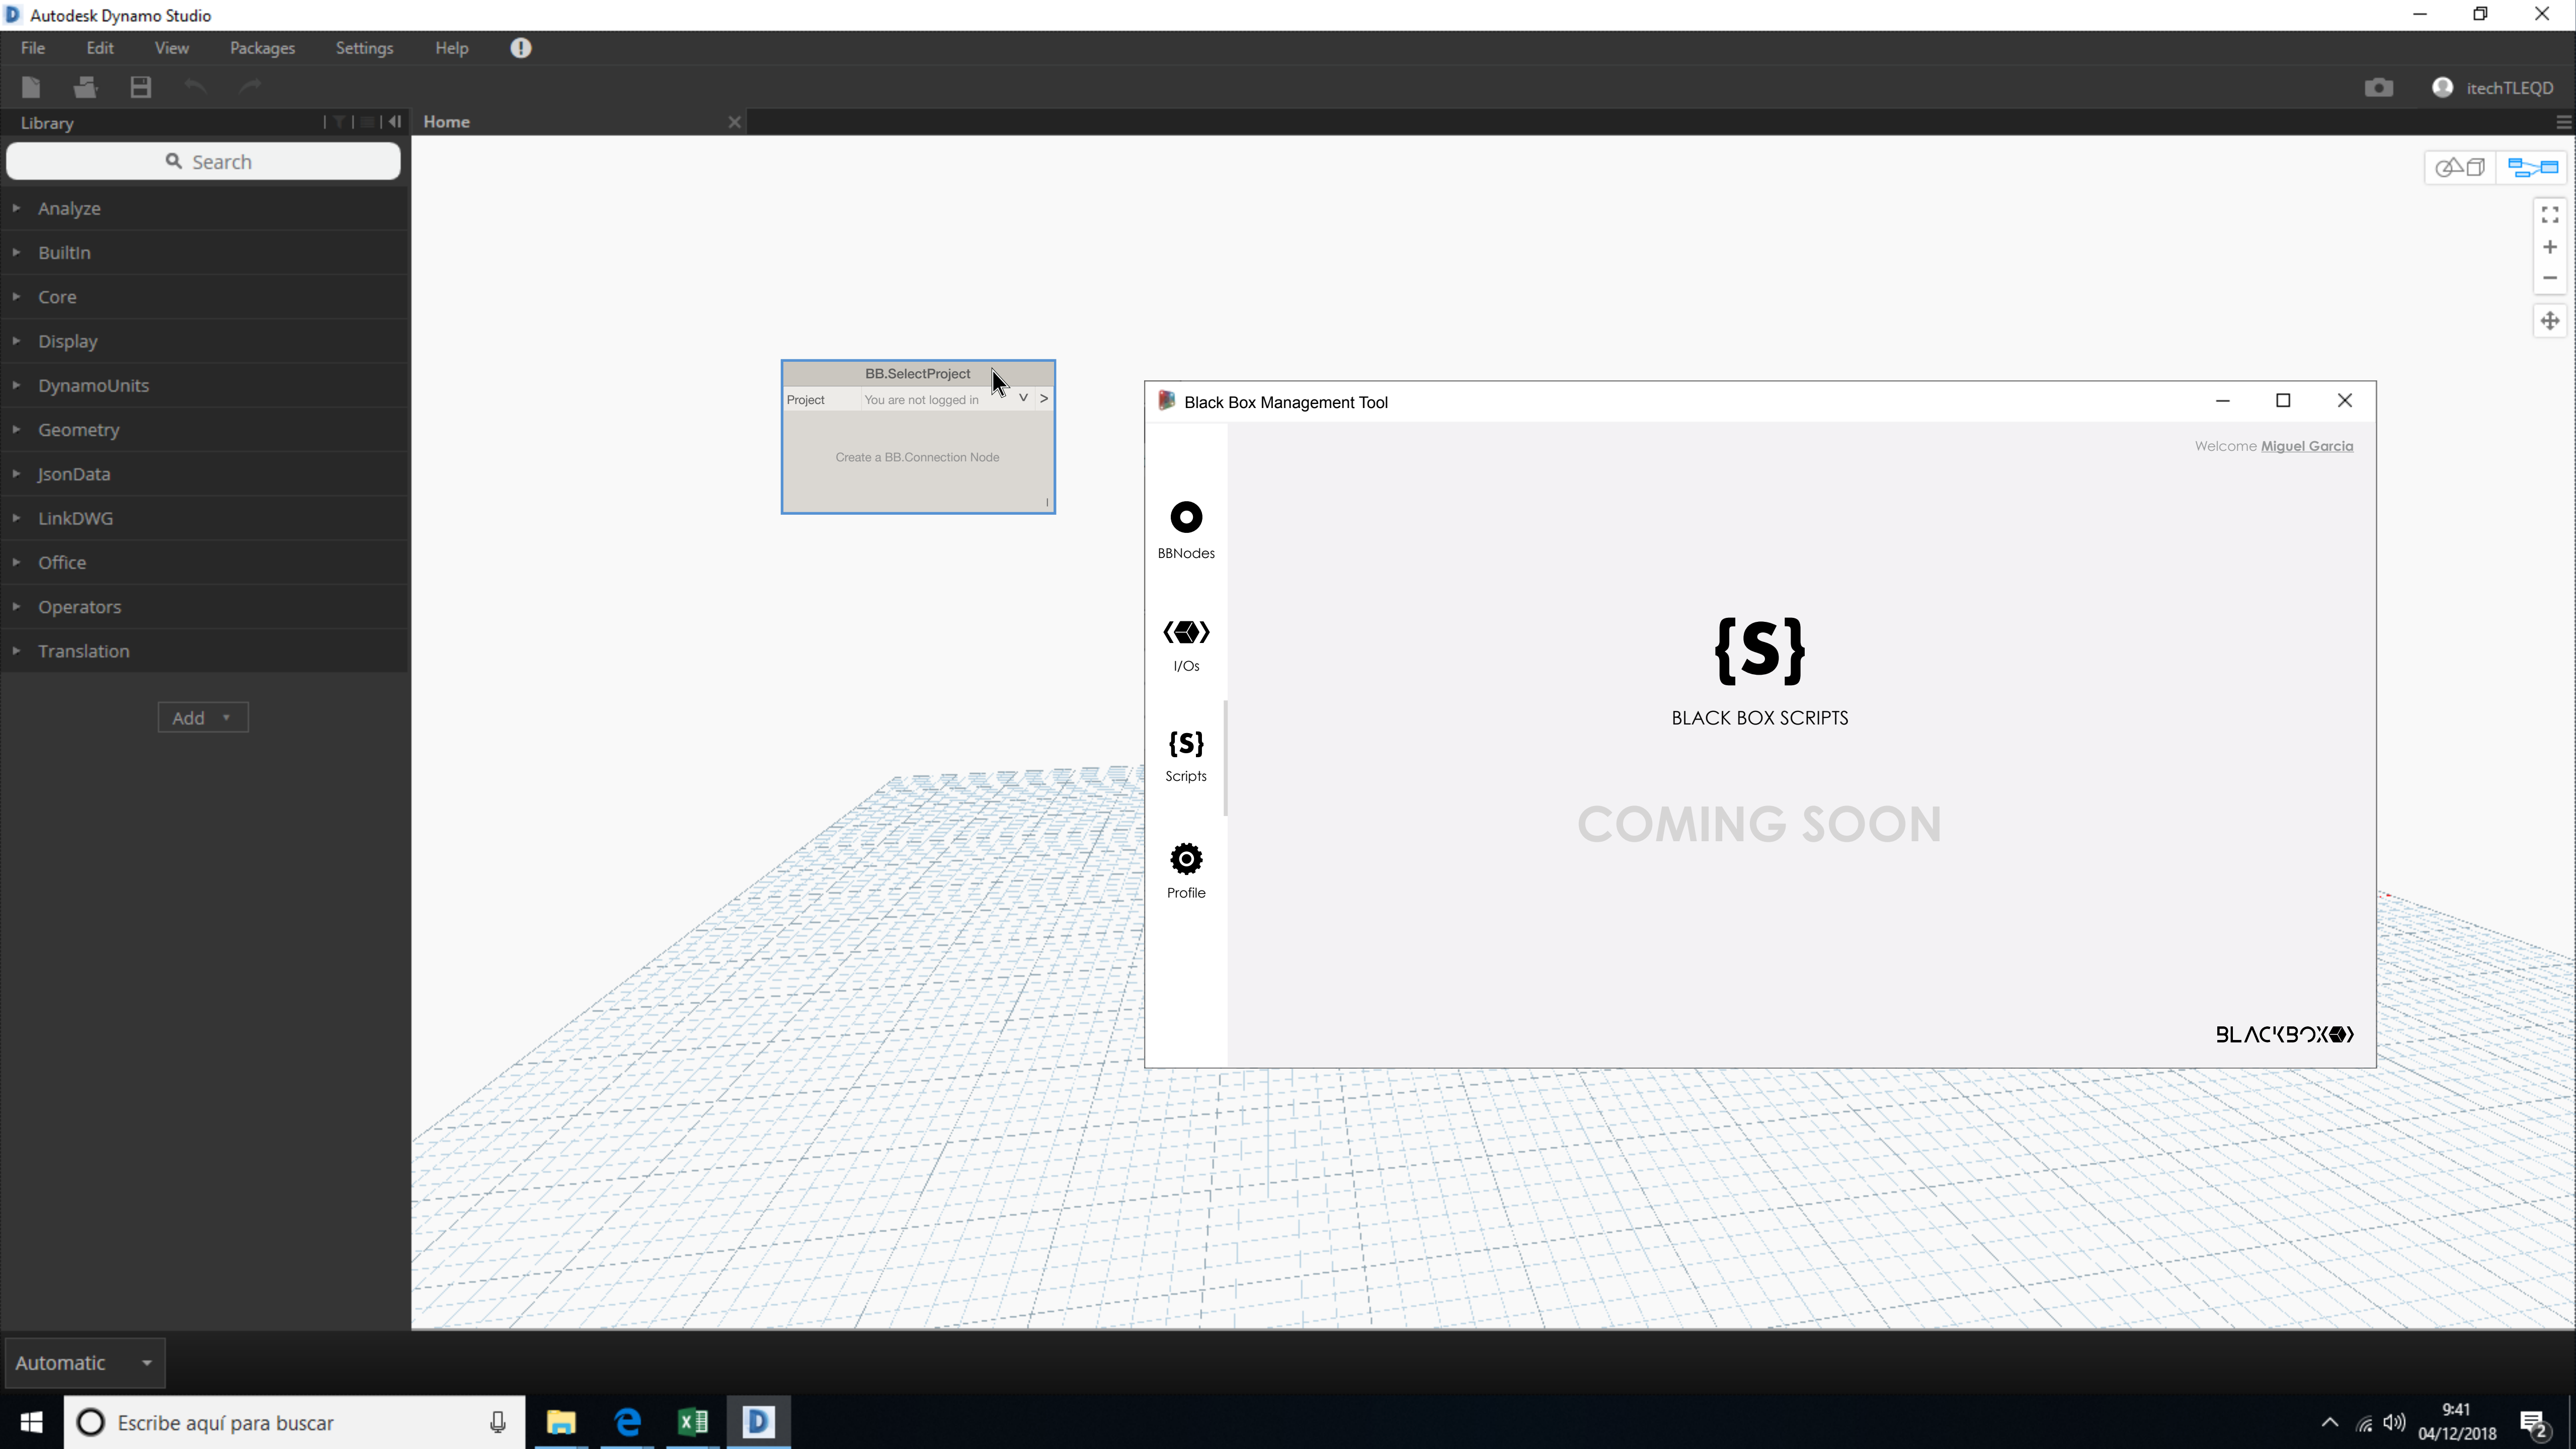 Autodesk Dynamo Studio
File Edit View Packages Settings Help
itechTLEQD
Library
Home
Search
Analyze
BuiltIn
Core
Display
DynamoUnits
Geometry
JsonData
LinkDWG
Office
Operators
Translation
Add
BB.SelectProject
Project You are not logged in V >
Create a BB.Connection Node
Black Box Management Tool
Welcome Miguel Garcia
BBNodes
I/Os
{S}
Scripts
Profile
{S}
BLACK BOX SCRIPTS
COMING SOON
BLACKBOX
Automatic
Escribe aquí para buscar
9:41
04/12/2018
2